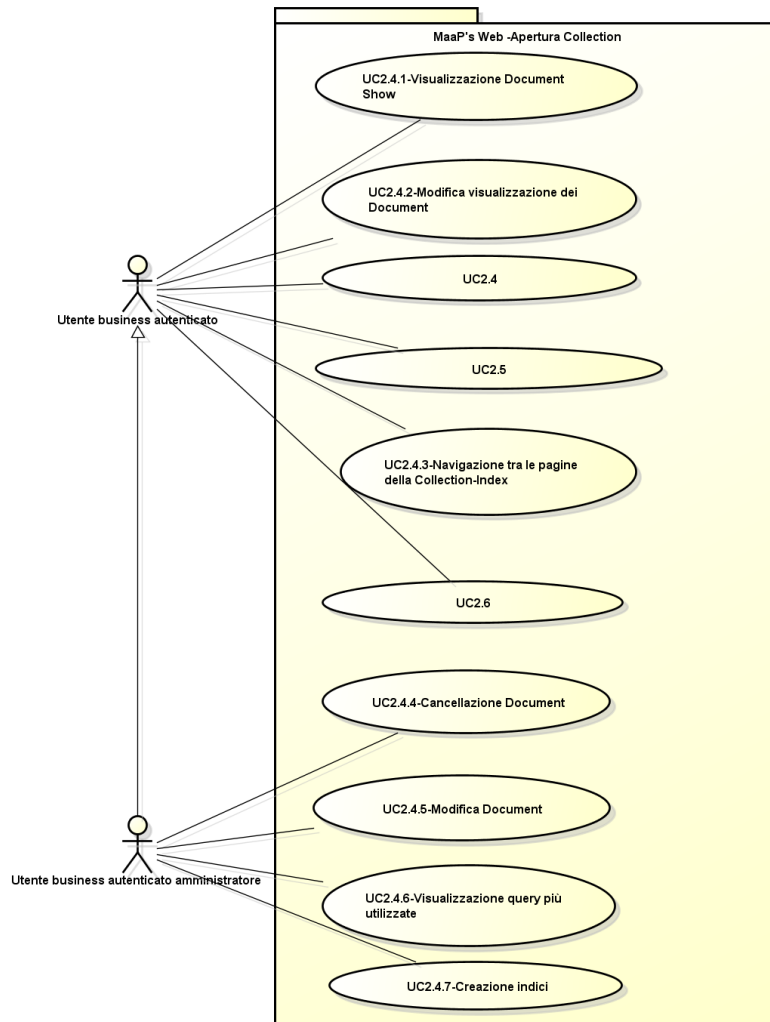 MaaP's Web -Apertura Collection
UC2.4.1-Visualizzazione Document
Show
UC2.4.2-Modifica visualizzazione dei
Document
UC2.4
Utente business autenticato
UC2.5
UC2.4.3-Navigazione tra le pagine
della Collection-Index
UC2.6
UC2.4.4-Cancellazione Document
UC2.4.5-Modifica Document
Utente business autenticato amministratore
UC2.4.6-Visualizzazione query più
utilizzate
UC2.4.7-Creazione indici